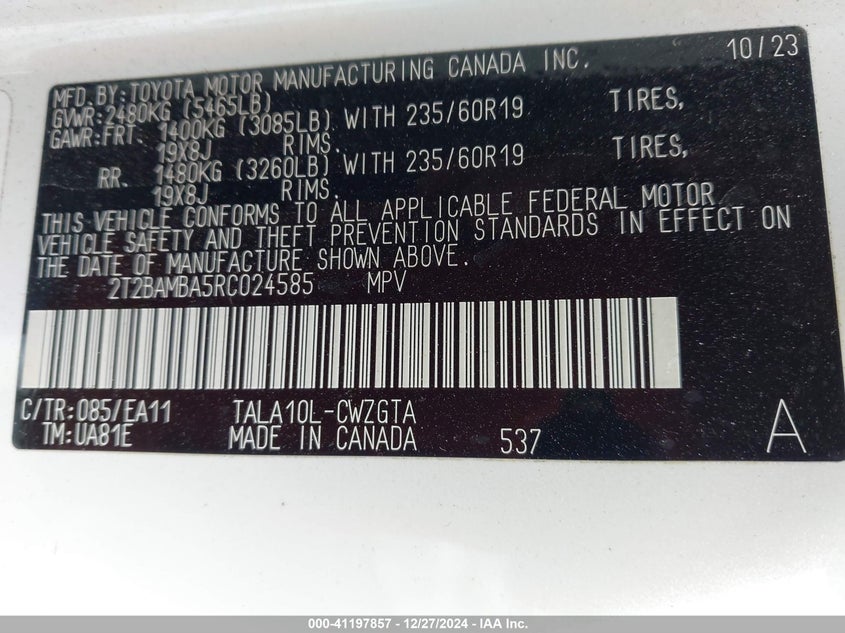 MFD.BY:TOYOTA MOTOR MANUFACTURING CANADA INC. 10/23
GVWR:2480KG (5465LB)
GAWR:FRT. 1400KG (3085LB) WITH 235/60R19 TIRES,
19X8J RIMS.
RR. 1480KG (3260LB) WITH 235/60R19 TIRES,
19X8J RIMS.
THIS VEHICLE CONFORMS TO ALL APPLICABLE FEDERAL MOTOR
VEHICLE SAFETY AND THEFT PREVENTION STANDARDS IN EFFECT ON
THE DATE OF MANUFACTURE SHOWN ABOVE.
2T2BAMBA5RC024585 MPV
C/TR:085/EA11 TALA10L-CWZGTA
TM:UA81E MADE IN CANADA 537 A
000-41197857 - 12/27/2024 - IAA Inc.